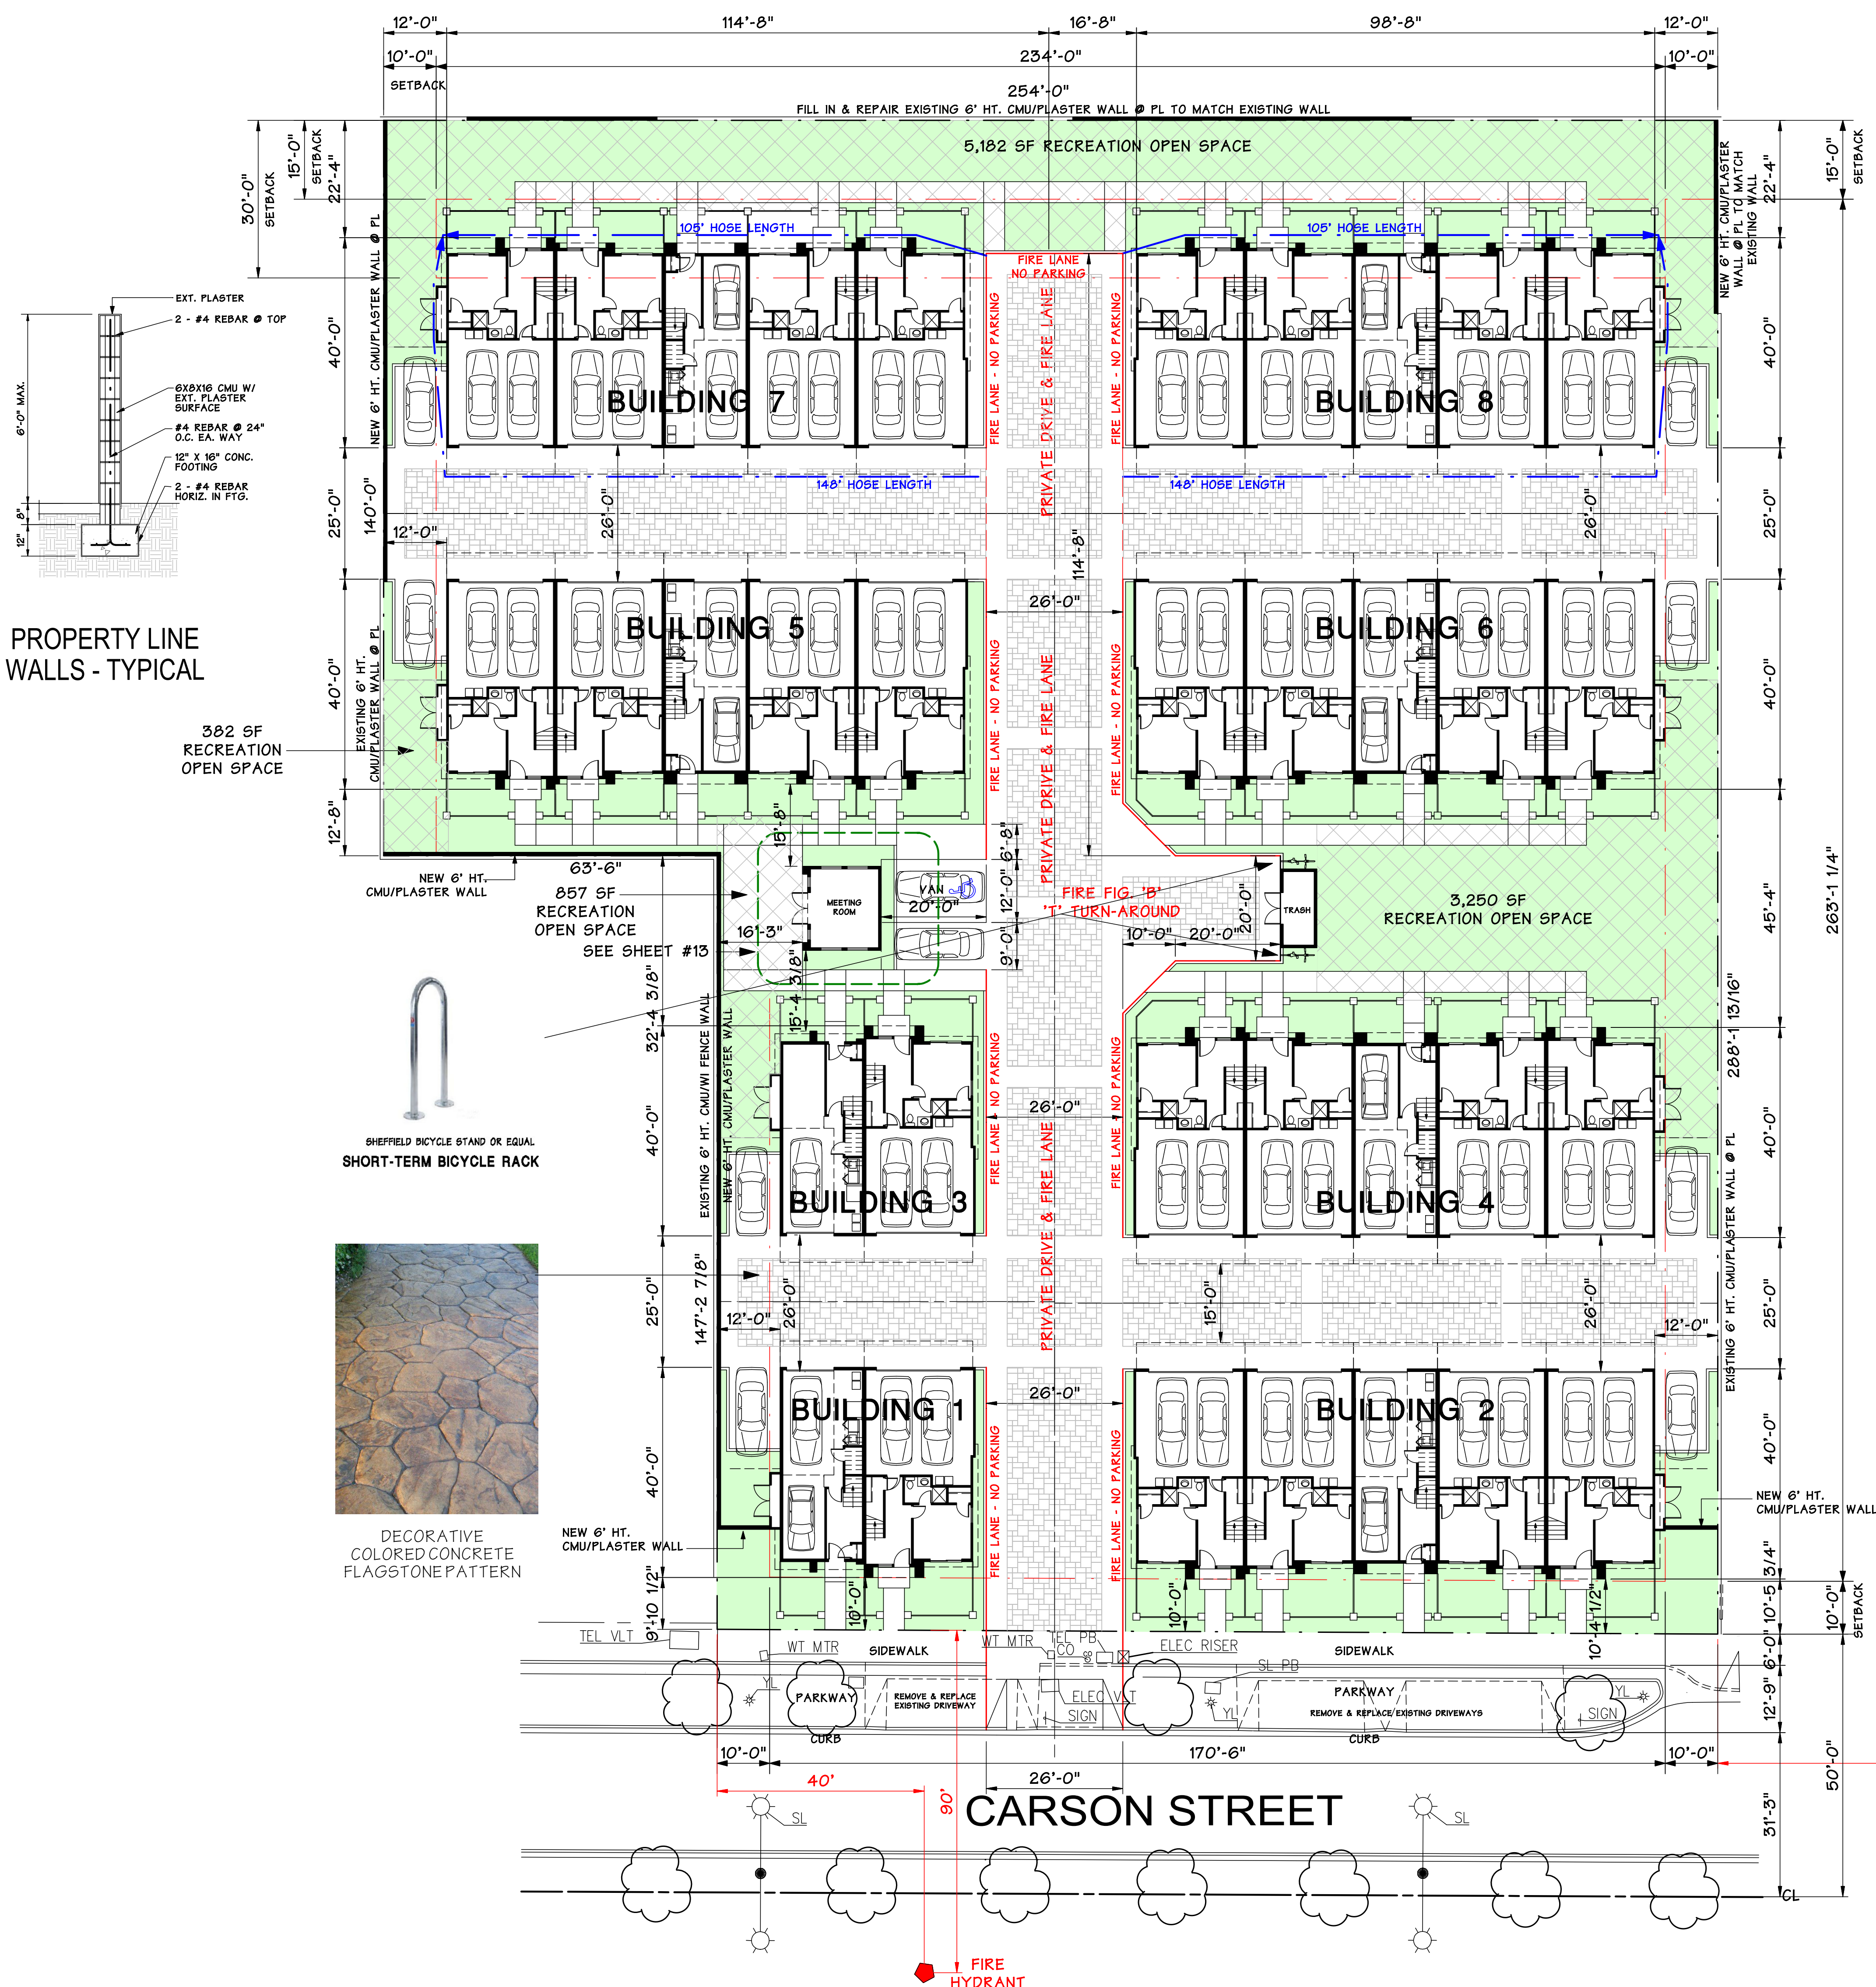 12'-0"
114'-8"
16'-8"
98'-8"
12'-0"
10'-0"
234'-0"
10'-0"
SETBACK
254'-0"
FILL IN & REPAIR EXISTING 6' HT. CMU/PLASTER WALL @ PL TO MATCH EXISTING WALL
5,182 SF RECREATION OPEN SPACE
30'-0"
SETBACK
15'-0"
SETBACK
22'-4"
NEW 6' HT. CMU/PLASTER
WALL @ PL TO MATCH
EXISTING WALL
22'-4"
15'-0"
SETBACK
105' HOSE LENGTH
105' HOSE LENGTH
FIRE LANE
NO PARKING
NEW 6' HT. CMU/PLASTER WALL @ PL
40'-0"
FIRE LANE - NO PARKING
PRIVATE DRIVE & FIRE LANE
FIRE LANE - NO PARKING
40'-0"
EXT. PLASTER
2 - #4 REBAR @ TOP
6'-0" MAX.
6X8X16 CMU W/
EXT. PLASTER
SURFACE
#4 REBAR @ 24"
O.C. EA. WAY
12" X 16" CONC.
FOOTING
2 - #4 REBAR
HORIZ. IN FTG.
8"
12"
PROPERTY LINE
WALLS - TYPICAL
BUILDING 7
BUILDING 8
148' HOSE LENGTH
148' HOSE LENGTH
25'-0"
140'-0"
12'-0"
26'-0"
114'-8"
26'-0"
25'-0"
26'-0"
BUILDING 5
BUILDING 6
40'-0"
EXISTING 6' HT.
CMU/PLASTER WALL @ PL
FIRE LANE - NO PARKING
PRIVATE DRIVE & FIRE LANE
FIRE LANE - NO PARKING
40'-0"
382 SF
RECREATION
OPEN SPACE
12'-8"
15'-8"
6'-8"
63'-6"
NEW 6' HT.
CMU/PLASTER WALL
857 SF
RECREATION
OPEN SPACE
SEE SHEET #13
MEETING
ROOM
VAN
20'-0"
12'-0"
9'-0"
16'-3"
15'-4 3/8"
FIRE FIG. 'B'
'T' TURN-AROUND
10'-0"
20'-0"
20'-0"
TRASH
3,250 SF
RECREATION OPEN SPACE
45'-4"
263'-1 1/4"
288'-1 13/16"
32'-4 3/8"
EXISTING 6' HT. CMU/WI FENCE WALL
NEW 6' HT. CMU/PLASTER WALL
SHEFFIELD BICYCLE STAND OR EQUAL
SHORT-TERM BICYCLE RACK
40'-0"
FIRE LANE - NO PARKING
26'-0"
PRIVATE DRIVE & FIRE LANE
FIRE LANE - NO PARKING
40'-0"
BUILDING 3
BUILDING 4
EXISTING 6' HT. CMU/PLASTER WALL @ PL
25'-0"
147'-2 7/8"
12'-0"
26'-0"
15'-0"
26'-0"
12'-0"
25'-0"
26'-0"
BUILDING 1
BUILDING 2
40'-0"
FIRE LANE - NO PARKING
FIRE LANE - NO PARKING
40'-0"
NEW 6' HT.
CMU/PLASTER WALL
DECORATIVE
COLORED CONCRETE
FLAGSTONE PATTERN
NEW 6' HT.
CMU/PLASTER WALL
9'-10 1/2"
10'-0"
10'-0"
10'-4 1/2"
10'-5 3/4"
10'-0"
SETBACK
TEL VLT
WT MTR
SIDEWALK
WT MTR
TEL PB
CO
ELEC RISER
SIDEWALK
6'-0"
SL PB
YL
PARKWAY
REMOVE & REPLACE
EXISTING DRIVEWAY
ELEC VLT
SIGN
YL
PARKWAY
REMOVE & REPLACE EXISTING DRIVEWAYS
YL
SIGN
12'-9"
CURB
CURB
10'-0"
170'-6"
10'-0"
40'
90'
26'-0"
CARSON STREET
SL
SL
31'-3"
50'-0"
CL
FIRE
HYDRANT